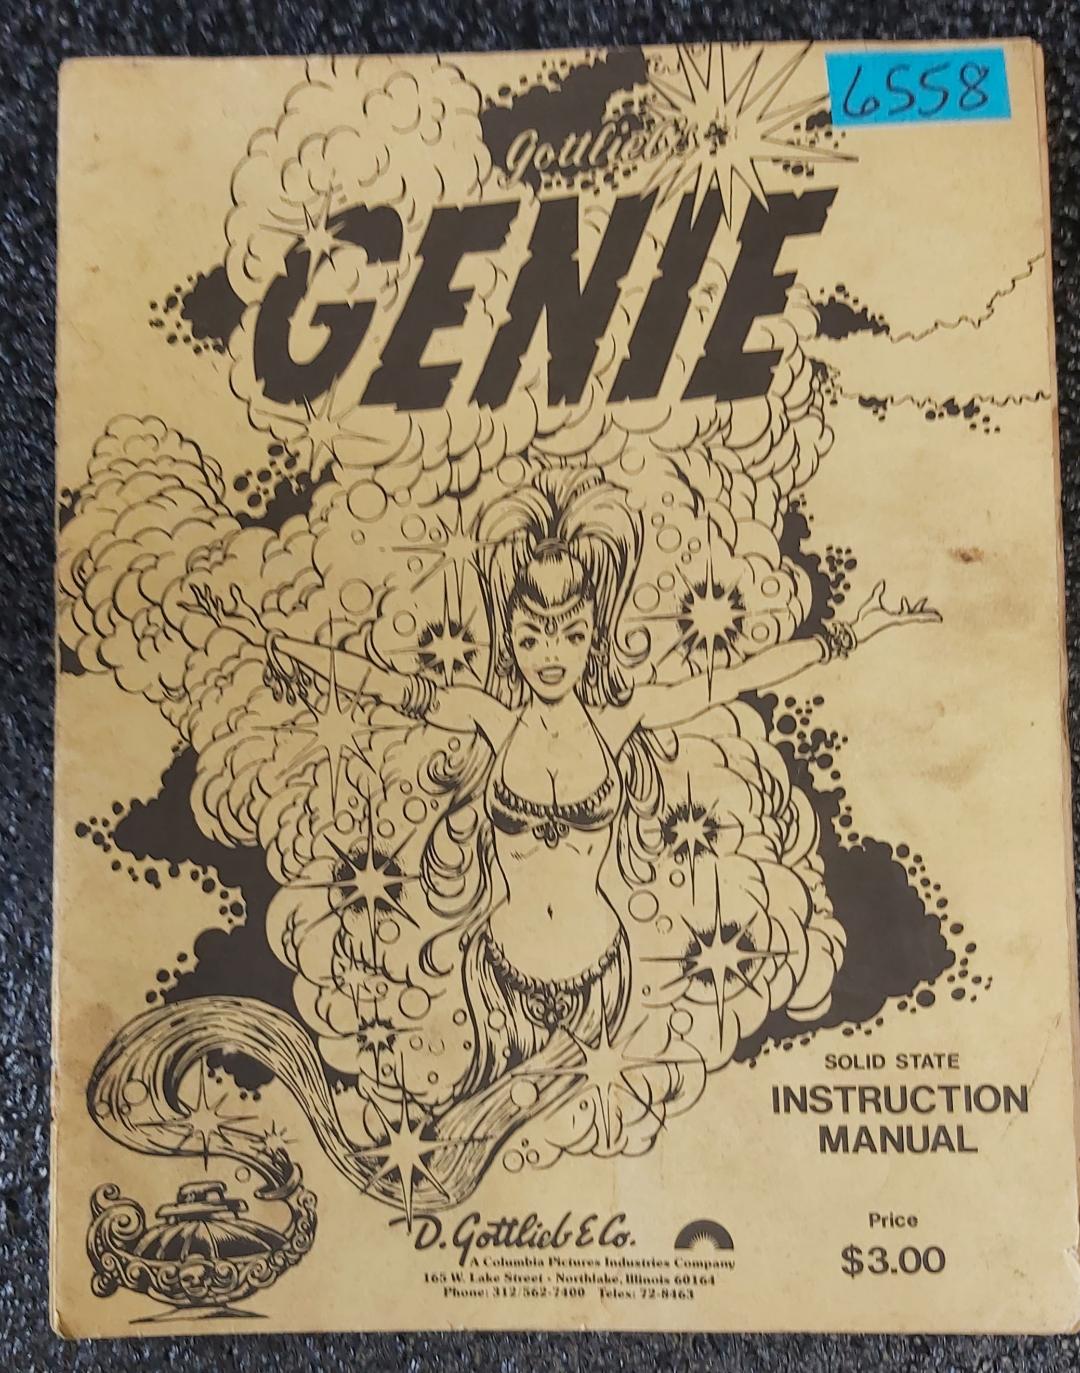 6558
Gottlieb's
GENIE
SOLID STATE
INSTRUCTION
MANUAL
Price
$3.00
D. Gottlieb & Co.
A Columbia Pictures Industries Company
165 W. Lake Street - Northlake, Illinois 60164
Phone: 312/562-7400 Telex: 72-8463